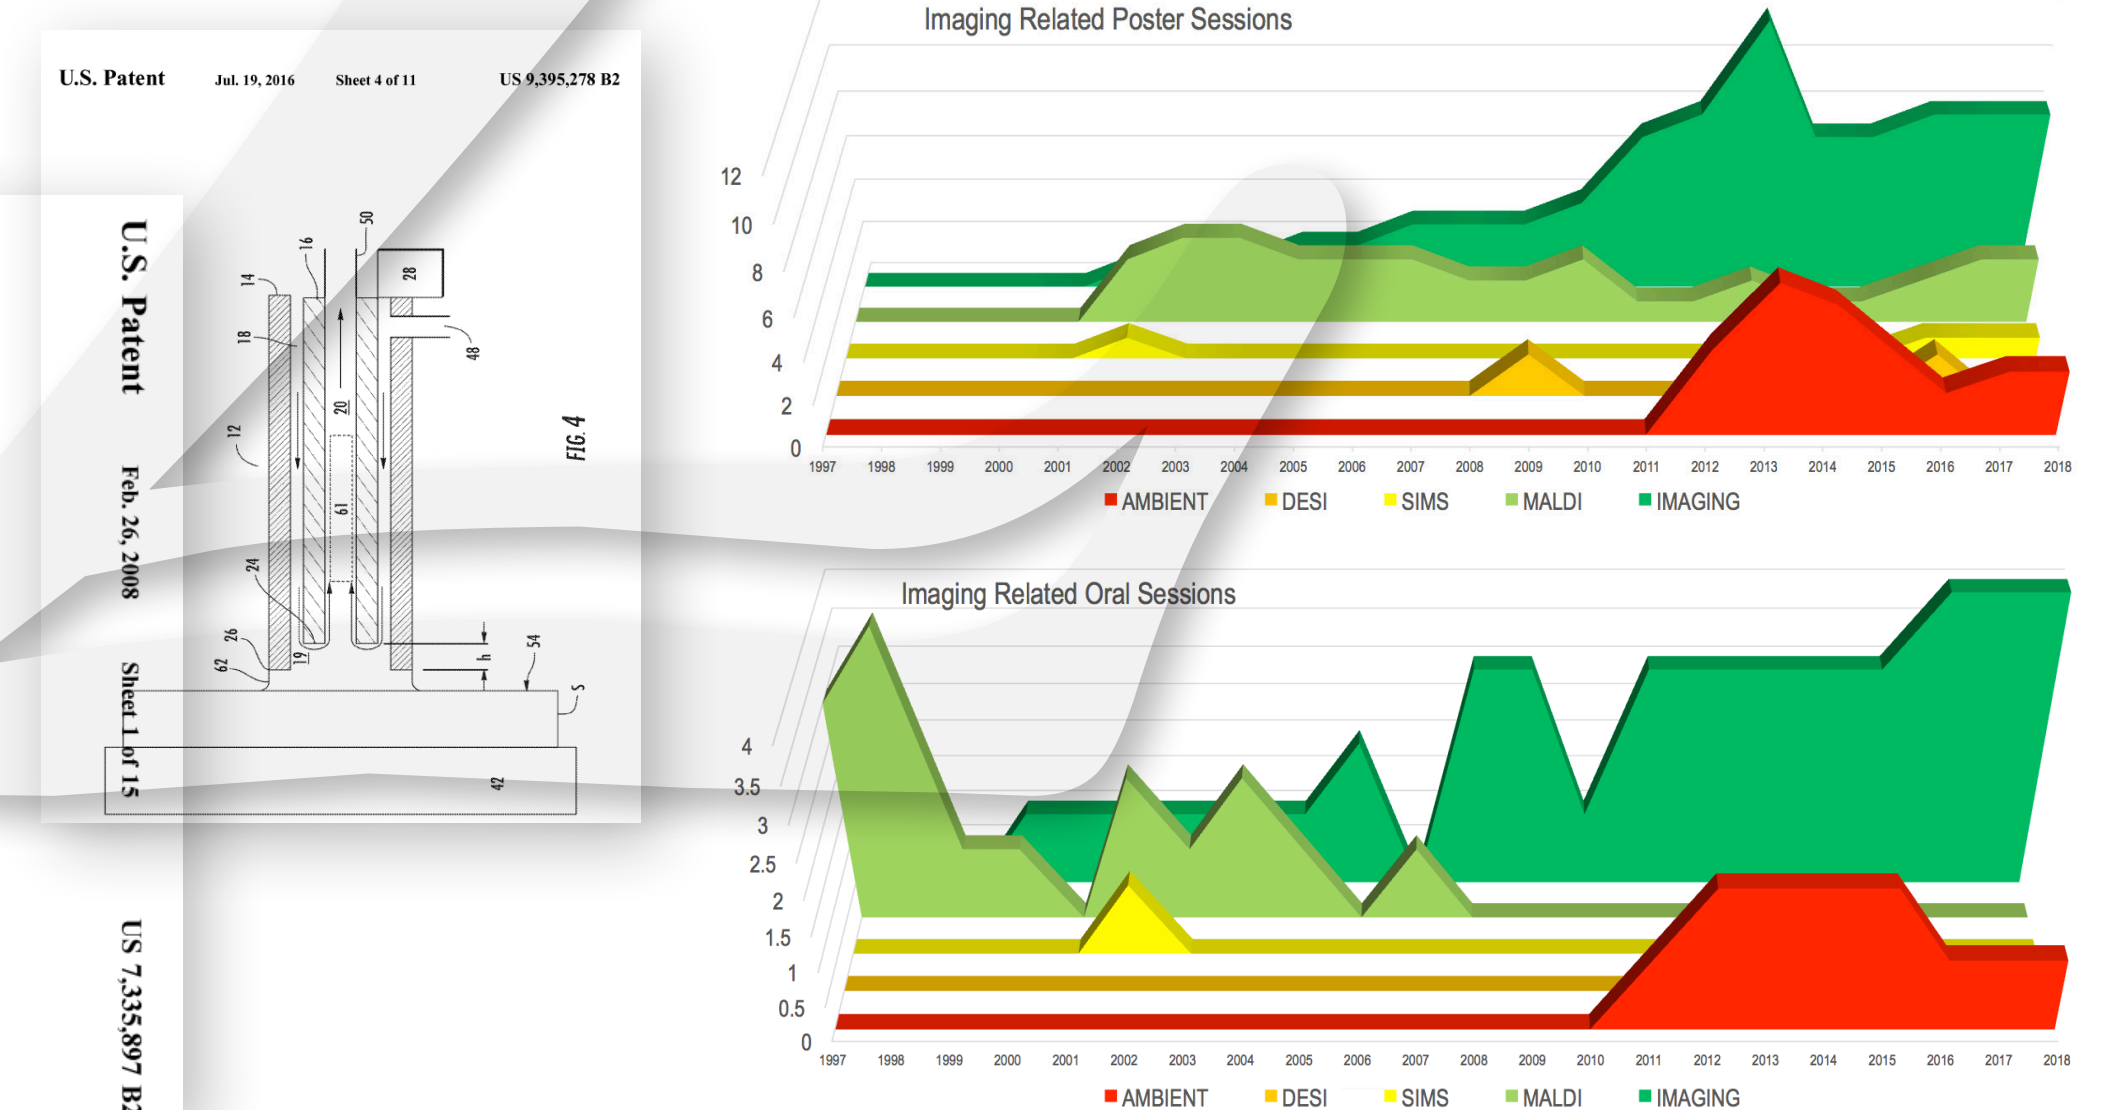 U.S. Patent Jul. 19, 2016 Sheet 4 of 11 US 9,395,278 B2
50
16
14
28
18
48
20
12
FIG. 4
61
24
26
62
19
h
54
S
42
U.S. Patent Feb. 26, 2008 Sheet 1 of 15 US 7,335,897 B2
Imaging Related Poster Sessions
12
10
8
6
4
2
0
1997 1998 1999 2000 2001 2002 2003 2004 2005 2006 2007 2008 2009 2010 2011 2012 2013 2014 2015 2016 2017 2018
AMBIENT DESI SIMS MALDI IMAGING
Imaging Related Oral Sessions
4
3.5
3
2.5
2
1.5
1
0.5
0
1997 1998 1999 2000 2001 2002 2003 2004 2005 2006 2007 2008 2009 2010 2011 2012 2013 2014 2015 2016 2017 2018
AMBIENT DESI SIMS MALDI IMAGING